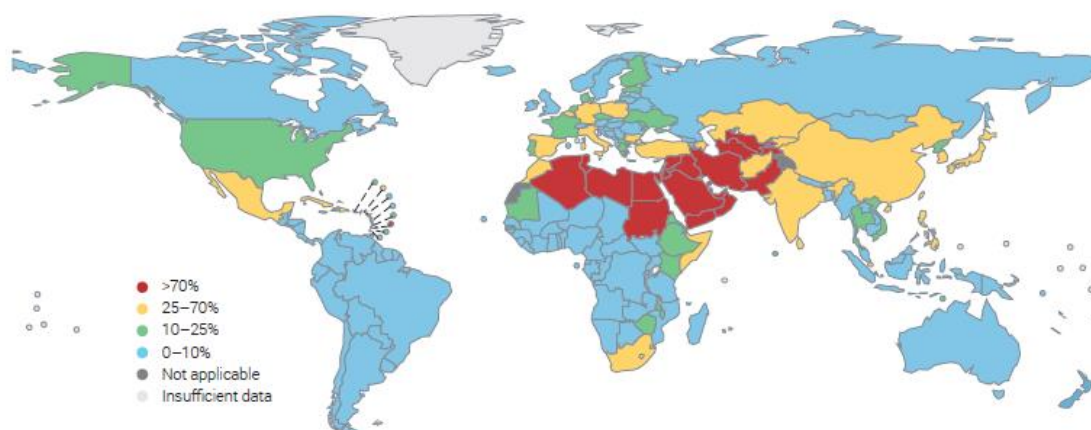 >70%
25–70%
10–25%
0–10%
Not applicable
Insufficient data